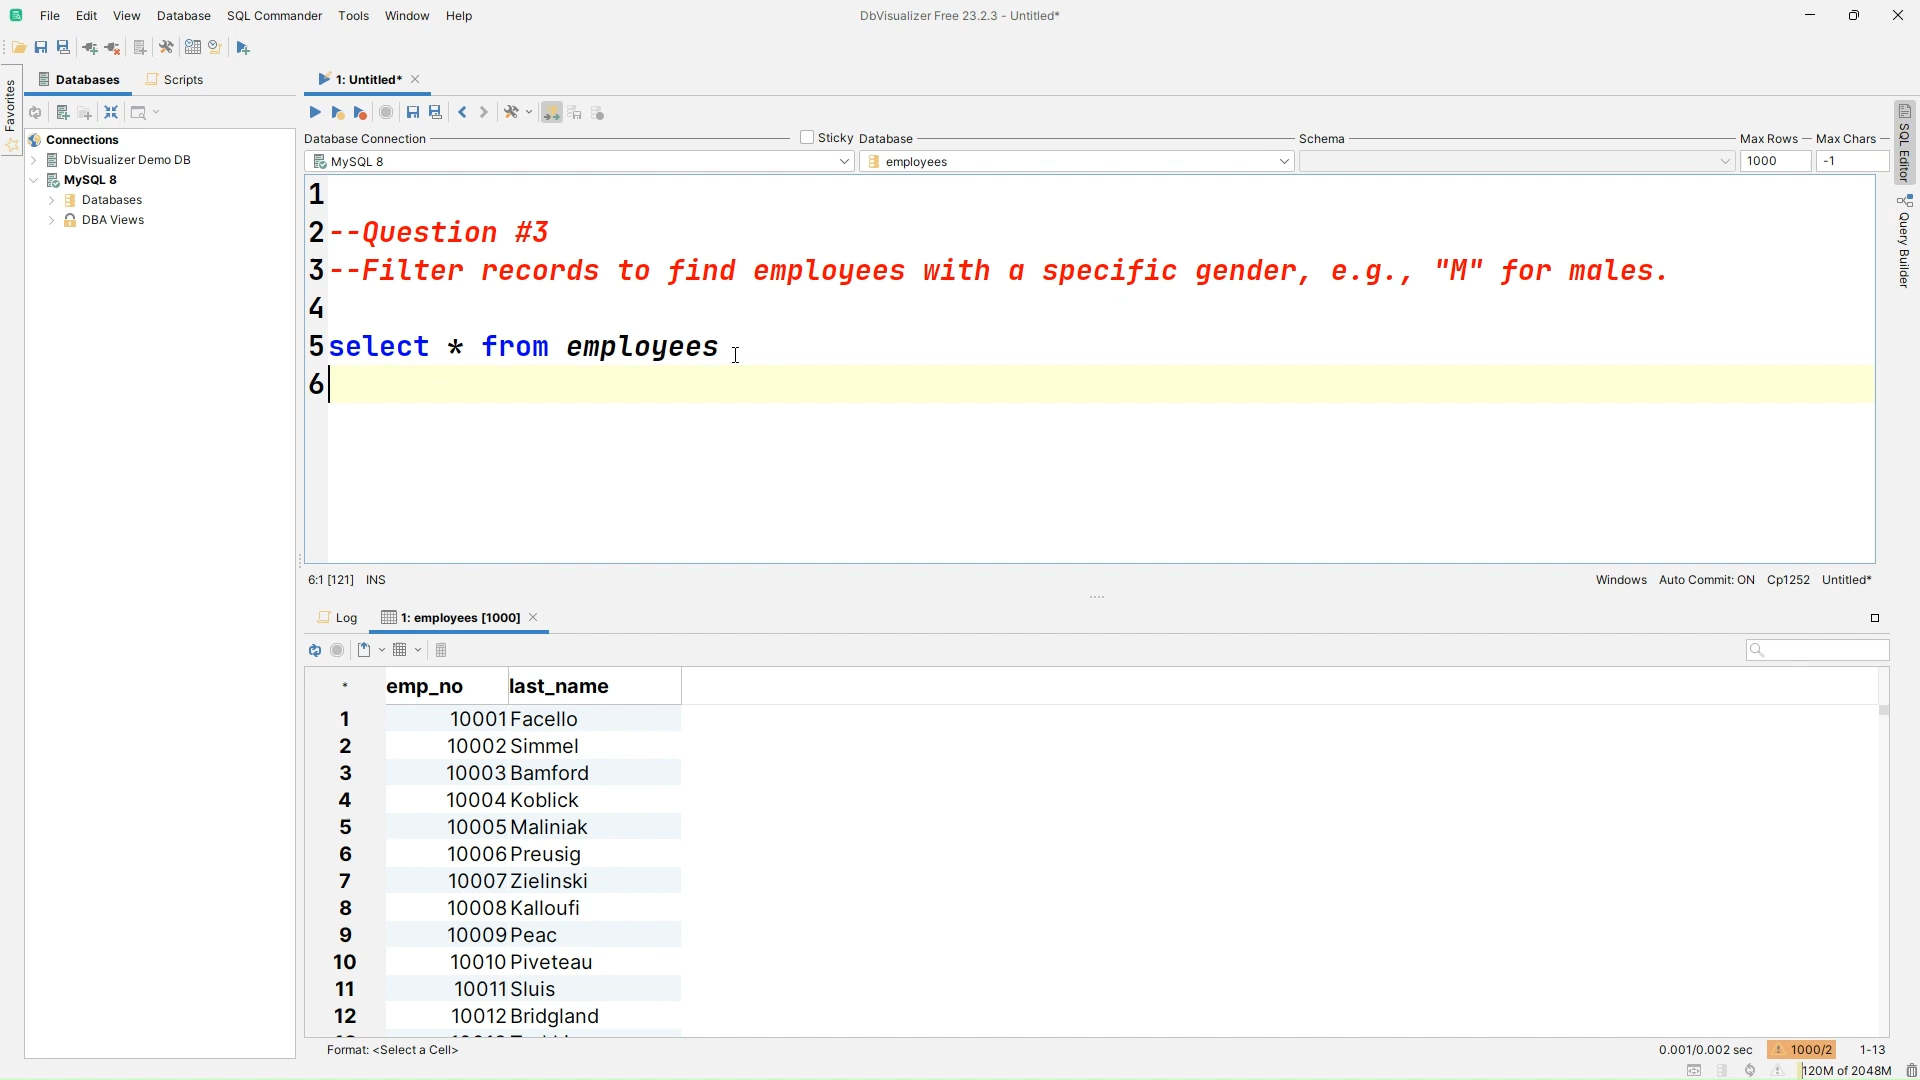 File Edit View Database SQL Commander Tools Window Help
DbVisualizer Free 23.2.3 - Untitled*
Favorites
Databases Scripts
1: Untitled*
Connections
DbVisualizer Demo DB
MySQL 8
Databases
DBA Views
Database Connection Sticky Database Schema Max Rows Max Chars
MySQL 8 employees 1000 -1
SQL Editor
Query Builder
1
2 --Question #3
3 --Filter records to find employees with a specific gender, e.g., "M" for males.
4
5 select * from employees
6
6:1 [121] INS
Windows Auto Commit: ON Cp1252 Untitled*
Log 1: employees [1000]
* emp_no last_name
1 10001 Facello
2 10002 Simmel
3 10003 Bamford
4 10004 Koblick
5 10005 Maliniak
6 10006 Preusig
7 10007 Zielinski
8 10008 Kalloufi
9 10009 Peac
10 10010 Piveteau
11 10011 Sluis
12 10012 Bridgland
Format: <Select a Cell>
0.001/0.002 sec 1000/2 1-13
120M of 2048M